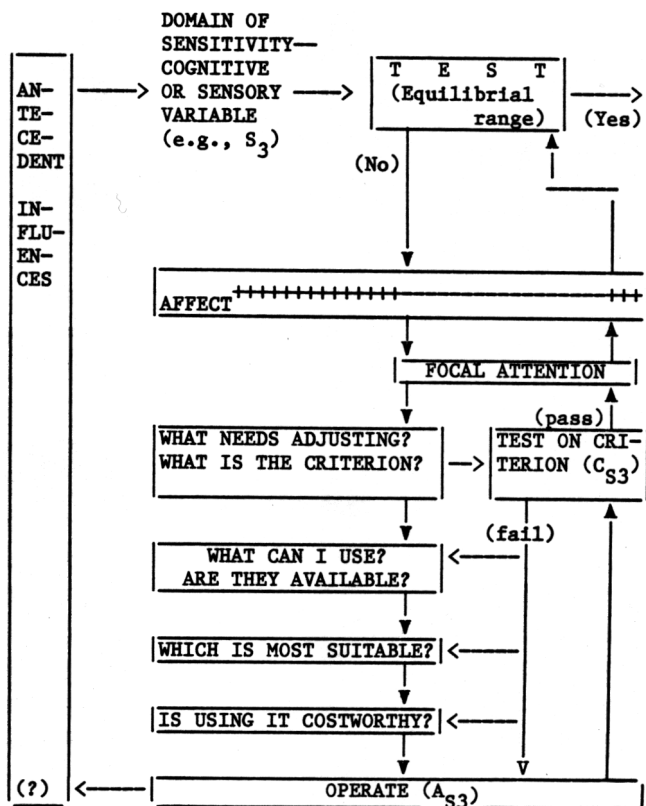 DOMAIN OF
SENSITIVITY—
COGNITIVE
OR SENSORY
VARIABLE
(e.g., S3)
T E S T
(Equilibrial
range)
(Yes)
(No)
AN-
TE-
CE-
DENT
IN-
FLU-
EN-
CES
AFFECT
FOCAL ATTENTION
(pass)
WHAT NEEDS ADJUSTING?
WHAT IS THE CRITERION?
TEST ON CRI-
TERION (CS3)
(fail)
WHAT CAN I USE?
ARE THEY AVAILABLE?
WHICH IS MOST SUITABLE?
IS USING IT COSTWORTHY?
(?)
OPERATE (AS3)